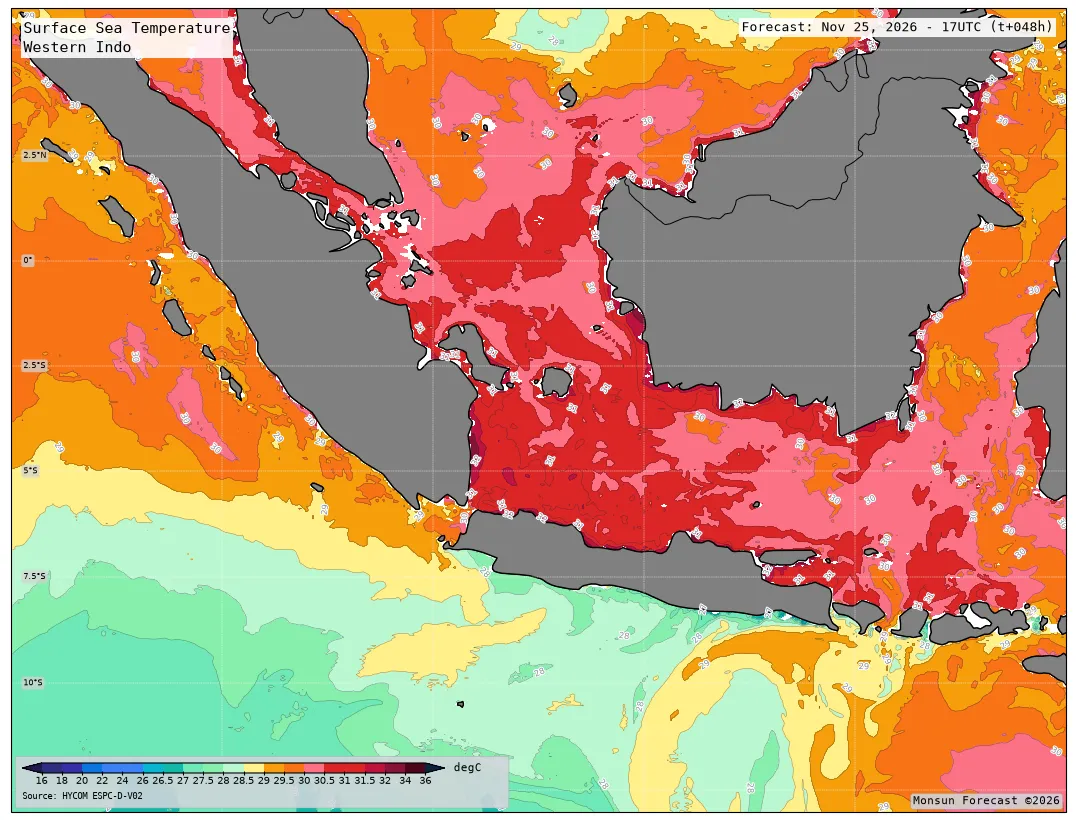 Surface Sea Temperature
Western Indo
Forecast: Nov 25, 2026 - 17UTC (t+048h)
2.5°N
0°
2.5°S
5°S
7.5°S
10°S
degC
16 18 20 22 24 26 26.5 27 27.5 28 28.5 29 29.5 30 30.5 31 31.5 32 34 36
Source: HYCOM ESPC-D-V02
Monsun Forecast ©2026